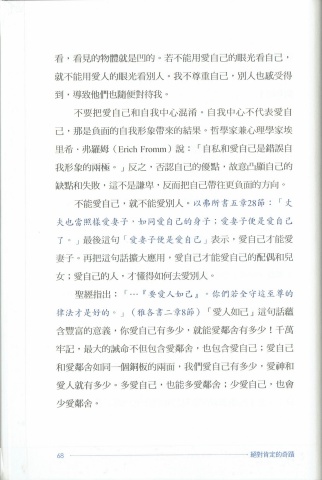 看,看見的物體就是凹的。若不能用愛自己的眼光看自己,
就不能用愛人的眼光看別人。我不尊重自己,別人也感受得
到,導致他們也隨便對待我。
不要把愛自己和自我中心混淆。自我中心不代表愛自
己,那是負面的自我形象帶來的結果。哲學家兼心理學家埃
里希.弗羅姆(Erich Fromm)說:「自私和愛自己是錯誤自
我形象的兩極。」反之,否認自己的優點,故意凸顯自己的
缺點和失敗,這不是謙卑,反而把自己帶往更負面的方向。
不能愛自己,就不能愛別人。以弗所書五章28節:「丈
夫也當照樣愛妻子,如同愛自己的身子;愛妻子便是愛自己
了。」最後這句「愛妻子便是愛自己」表示,愛自己才能愛
妻子。再把這句話擴大應用,愛自己才能愛自己的配偶和兒
女;愛自己的人,才懂得如何去愛別人。
聖經指出:「…『要愛人如己』。你們若全守這至尊的
律法才是好的。」(雅各書二章8節)「愛人如己」這句話蘊
含豐富的意義,你愛自己有多少,就能愛鄰舍有多少!千萬
牢記,最大的誡命不但包含愛鄰舍,也包含愛自己;愛自己
和愛鄰舍如同一個銅板的兩面,我們愛自己有多少,愛神和
愛人就有多少。多愛自己,也能多愛鄰舍;少愛自己,也會
少愛鄰舍。
68
絕對肯定的奇蹟